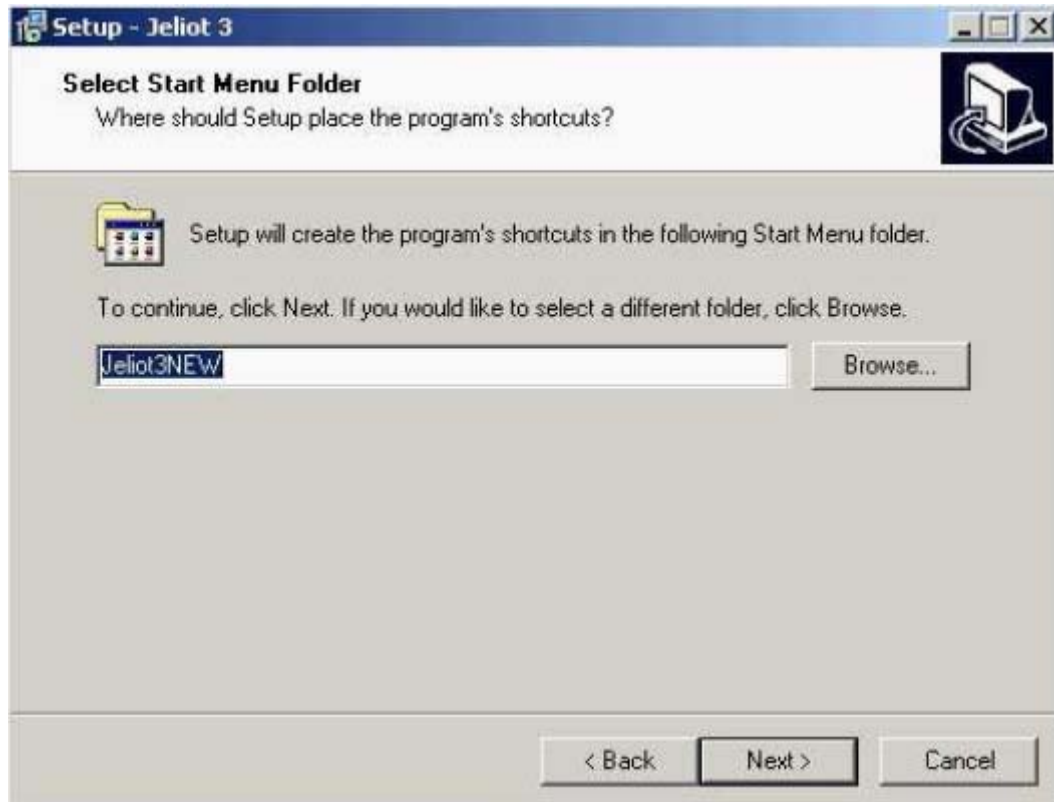 Setup - Jeliot 3
Select Start Menu Folder
Where should Setup place the program's shortcuts?
Setup will create the program's shortcuts in the following Start Menu folder.
To continue, click Next. If you would like to select a different folder, click Browse.
Jeliot3NEW Browse...
< Back Next > Cancel